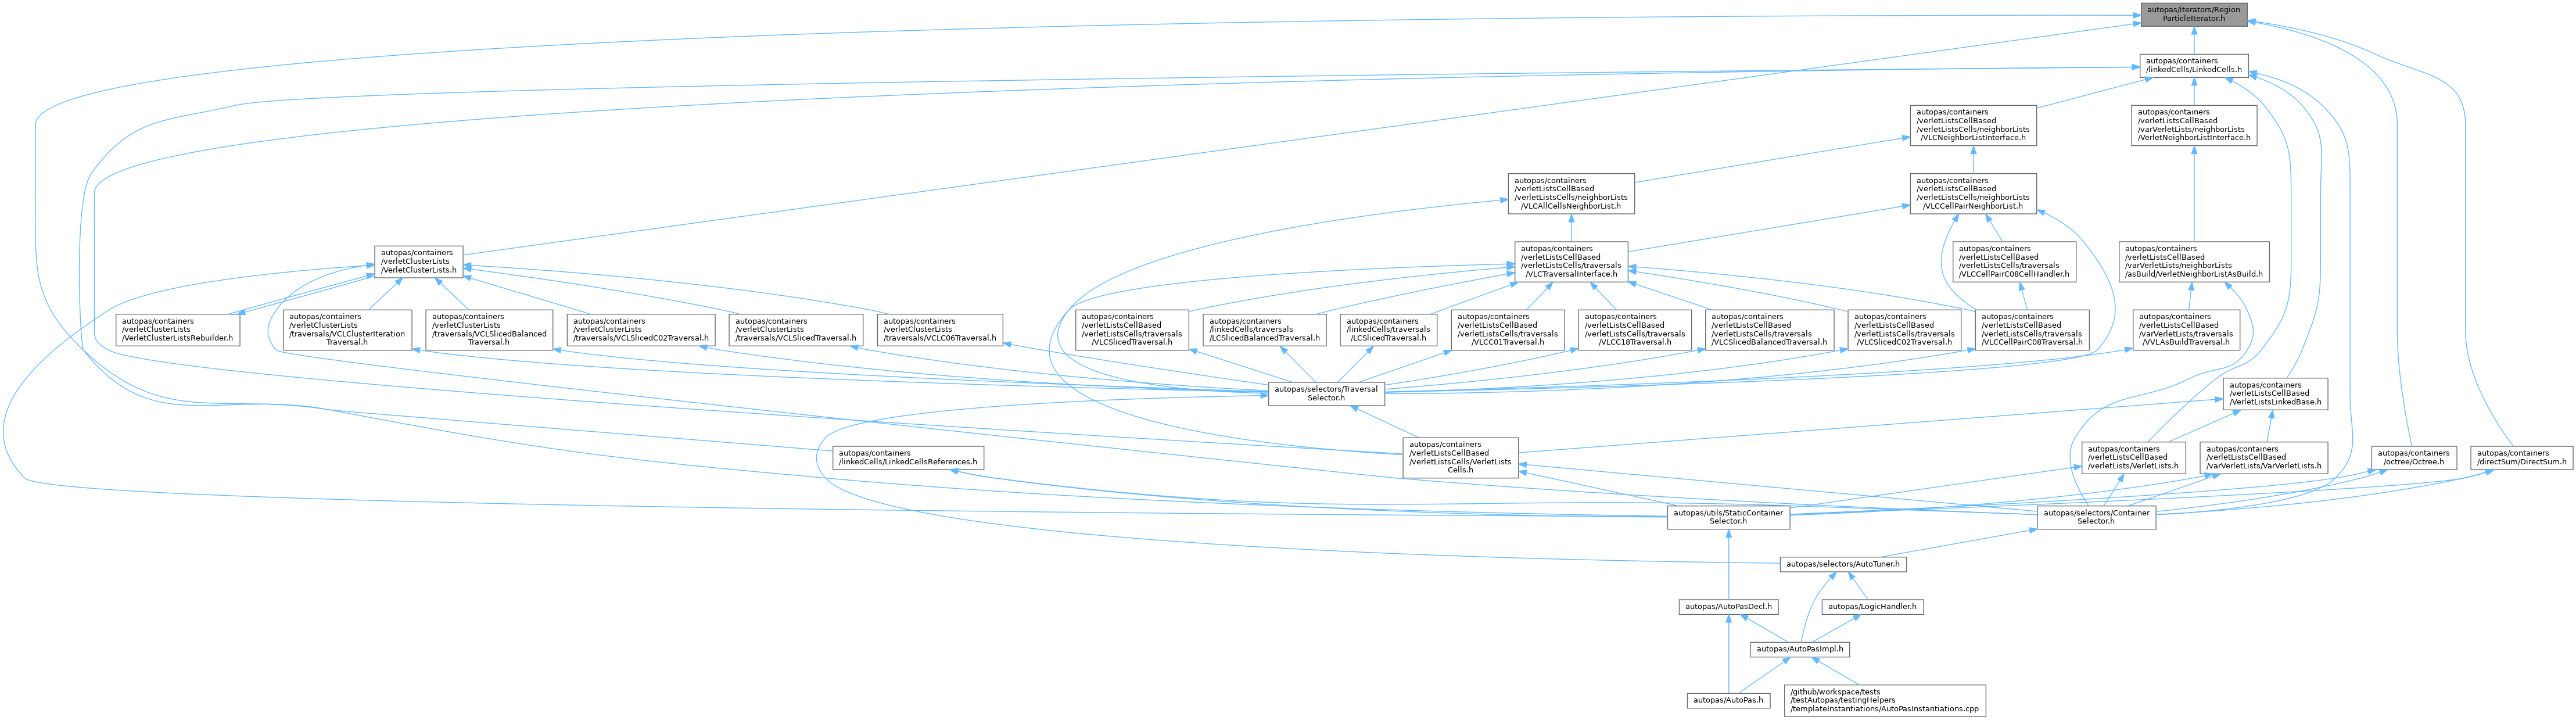 autopas/iterators/Region
ParticleIterator.h
autopas/containers
/linkedCells/LinkedCells.h
autopas/containers
/verletListsCellBased
/verletListsCells/neighborLists
/VLCNeighborListInterface.h
autopas/containers
/verletListsCellBased
/varVerletLists/neighborLists
/VerletNeighborListInterface.h
autopas/containers
/verletListsCellBased
/verletListsCells/neighborLists
/VLCAllCellsNeighborList.h
autopas/containers
/verletListsCellBased
/verletListsCells/neighborLists
/VLCCellPairNeighborList.h
autopas/containers
/verletClusterLists
/VerletClusterLists.h
autopas/containers
/verletListsCellBased
/verletListsCells/traversals
/VLCTraversalInterface.h
autopas/containers
/verletListsCellBased
/verletListsCells/traversals
/VLCCellPairC08CellHandler.h
autopas/containers
/verletListsCellBased
/varVerletLists/neighborLists
/asBuild/VerletNeighborListAsBuild.h
autopas/containers
/verletClusterLists
/VerletClusterListsRebuilder.h
autopas/containers
/verletClusterLists
/traversals/VCLClusterIteration
Traversal.h
autopas/containers
/verletClusterLists
/traversals/VCLSlicedBalanced
Traversal.h
autopas/containers
/verletClusterLists
/traversals/VCLSlicedC02Traversal.h
autopas/containers
/verletClusterLists
/traversals/VCLSlicedTraversal.h
autopas/containers
/verletClusterLists
/traversals/VCLC06Traversal.h
autopas/containers
/verletListsCellBased
/verletListsCells/traversals
/VLCSlicedTraversal.h
autopas/containers
/linkedCells/traversals
/LCSlicedBalancedTraversal.h
autopas/containers
/linkedCells/traversals
/LCSlicedTraversal.h
autopas/containers
/verletListsCellBased
/verletListsCells/traversals
/VLCC01Traversal.h
autopas/containers
/verletListsCellBased
/verletListsCells/traversals
/VLCC18Traversal.h
autopas/containers
/verletListsCellBased
/verletListsCells/traversals
/VLCSlicedBalancedTraversal.h
autopas/containers
/verletListsCellBased
/verletListsCells/traversals
/VLCSlicedC02Traversal.h
autopas/containers
/verletListsCellBased
/verletListsCells/traversals
/VLCCellPairC08Traversal.h
autopas/containers
/verletListsCellBased
/varVerletLists/traversals
/VVLAsBuildTraversal.h
autopas/selectors/Traversal
Selector.h
autopas/containers
/verletListsCellBased
/VerletListsLinkedBase.h
autopas/containers
/linkedCells/LinkedCellsReferences.h
autopas/containers
/verletListsCellBased
/verletListsCells/VerletLists
Cells.h
autopas/containers
/verletListsCellBased
/verletLists/VerletLists.h
autopas/containers
/verletListsCellBased
/varVerletLists/VarVerletLists.h
autopas/containers
/octree/Octree.h
autopas/containers
/directSum/DirectSum.h
autopas/utils/StaticContainer
Selector.h
autopas/selectors/Container
Selector.h
autopas/selectors/AutoTuner.h
autopas/AutoPasDecl.h
autopas/LogicHandler.h
autopas/AutoPasImpl.h
autopas/AutoPas.h
/github/workspace/tests
/testAutopas/testingHelpers
/templateInstantiations/AutoPasInstantiations.cpp